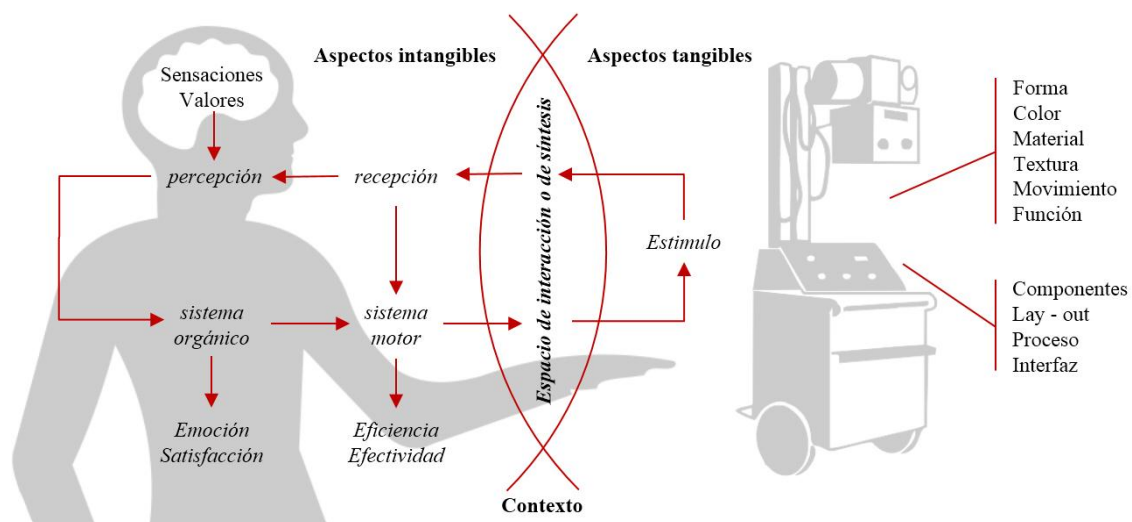 Aspectos intangibles
Aspectos tangibles
Sensaciones
Valores
percepción
recepción
sistema
orgánico
sistema
motor
Emoción
Satisfacción
Eficiencia
Efectividad
Espacio de interacción o de síntesis
Estimulo
Contexto
Forma
Color
Material
Textura
Movimiento
Función
Componentes
Lay - out
Proceso
Interfaz